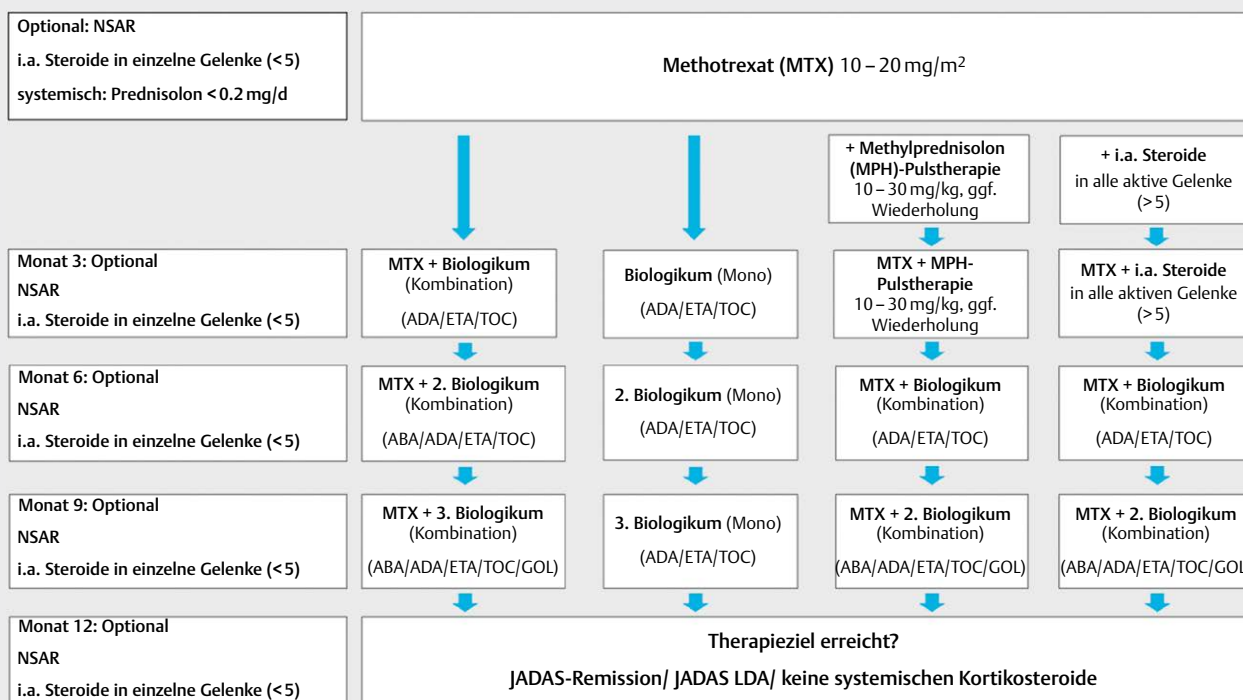 Optional: NSAR
i.a. Steroide in einzelne Gelenke (<5)
systemisch: Prednisolon <0.2 mg/d
Methotrexat (MTX) 10–20 mg/m²
+ Methylprednisolon
(MPH)-Pulstherapie
10–30 mg/kg, ggf.
Wiederholung
+ i.a. Steroide
in alle aktive Gelenke
(>5)
Monat 3: Optional
NSAR
i.a. Steroide in einzelne Gelenke (<5)
MTX + Biologikum
(Kombination)
(ADA/ETA/TOC)
Biologikum (Mono)
(ADA/ETA/TOC)
MTX + MPH-
Pulstherapie
10–30 mg/kg, ggf.
Wiederholung
MTX + i.a. Steroide
in alle aktiven Gelenke
(>5)
Monat 6: Optional
NSAR
i.a. Steroide in einzelne Gelenke (<5)
MTX + 2. Biologikum
(Kombination)
(ABA/ADA/ETA/TOC)
2. Biologikum (Mono)
(ADA/ETA/TOC)
MTX + Biologikum
(Kombination)
(ADA/ETA/TOC)
MTX + Biologikum
(Kombination)
(ADA/ETA/TOC)
Monat 9: Optional
NSAR
i.a. Steroide in einzelne Gelenke (<5)
MTX + 3. Biologikum
(Kombination)
(ABA/ADA/ETA/TOC/GOL)
3. Biologikum (Mono)
(ADA/ETA/TOC)
MTX + 2. Biologikum
(Kombination)
(ABA/ADA/ETA/TOC/GOL)
MTX + 2. Biologikum
(Kombination)
(ABA/ADA/ETA/TOC/GOL
Monat 12: Optional
NSAR
i.a. Steroide in einzelne Gelenke (<5)
Therapieziel erreicht?
JADAS-Remission/ JADAS LDA/ keine systemischen Kortikosteroide